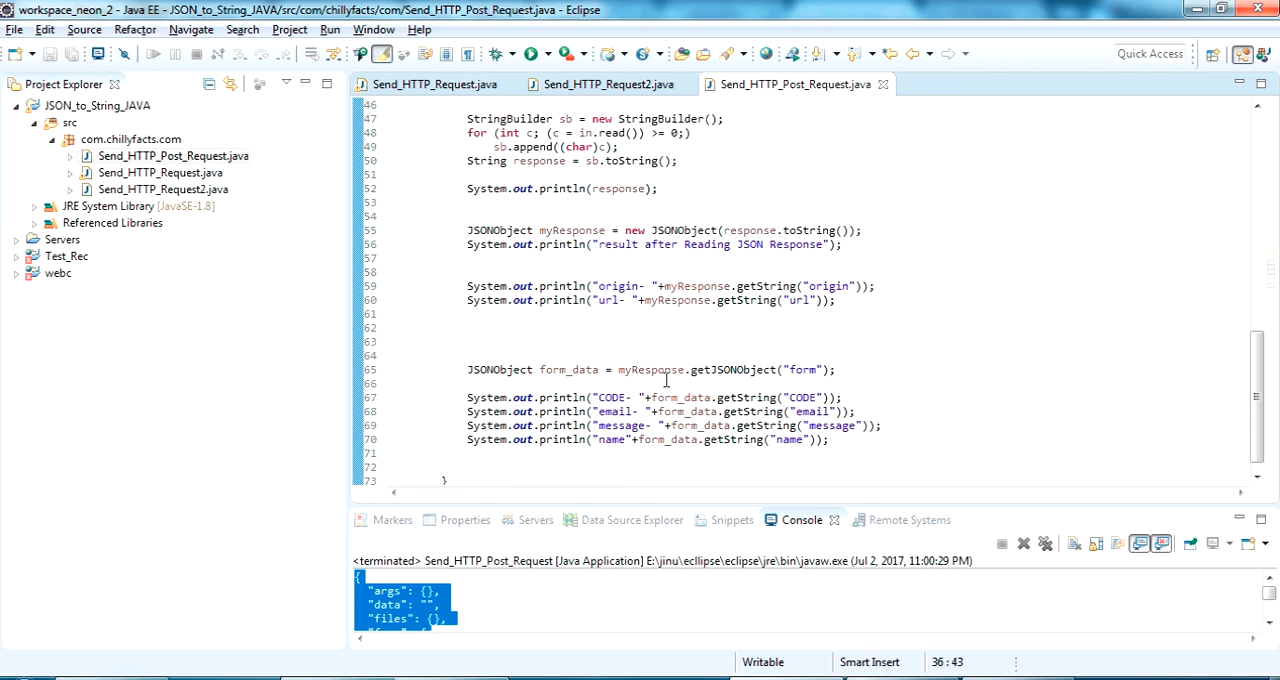 workspace_neon_2 - Java EE - JSON_to_String_JAVA/src/com/chillyfacts/com/Send_HTTP_Post_Request.java - Eclipse
File Edit Source Refactor Navigate Search Project Run Window Help
Quick Access
Project Explorer
Send_HTTP_Request.java Send_HTTP_Request2.java Send_HTTP_Post_Request.java
JSON_to_String_JAVA
src
com.chillyfacts.com
Send_HTTP_Post_Request.java
Send_HTTP_Request.java
Send_HTTP_Request2.java
JRE System Library [JavaSE-1.8]
Referenced Libraries
Servers
Test_Rec
webc
46
47 StringBuilder sb = new StringBuilder();
48 for (int c; (c = in.read()) >= 0;)
49 sb.append((char)c);
50 String response = sb.toString();
51
52 System.out.println(response);
53
54
55 JSONObject myResponse = new JSONObject(response.toString());
56 System.out.println("result after Reading JSON Response");
57
58
59 System.out.println("origin- "+myResponse.getString("origin"));
60 System.out.println("url- "+myResponse.getString("url"));
61
62
63
64
65 JSONObject form_data = myResponse.getJSONObject("form");
66
67 System.out.println("CODE- "+form_data.getString("CODE"));
68 System.out.println("email- "+form_data.getString("email"));
69 System.out.println("message- "+form_data.getString("message"));
70 System.out.println("name"+form_data.getString("name"));
71
72
73 }
Markers Properties Servers Data Source Explorer Snippets Console Remote Systems
<terminated> Send_HTTP_Post_Request [Java Application] E:\jinu\ecllipse\eclipse\jre\bin\javaw.exe (Jul 2, 2017, 11:00:29 PM)
{
"args": {},
"data": "",
"files": {},
Writable Smart Insert 36 : 43